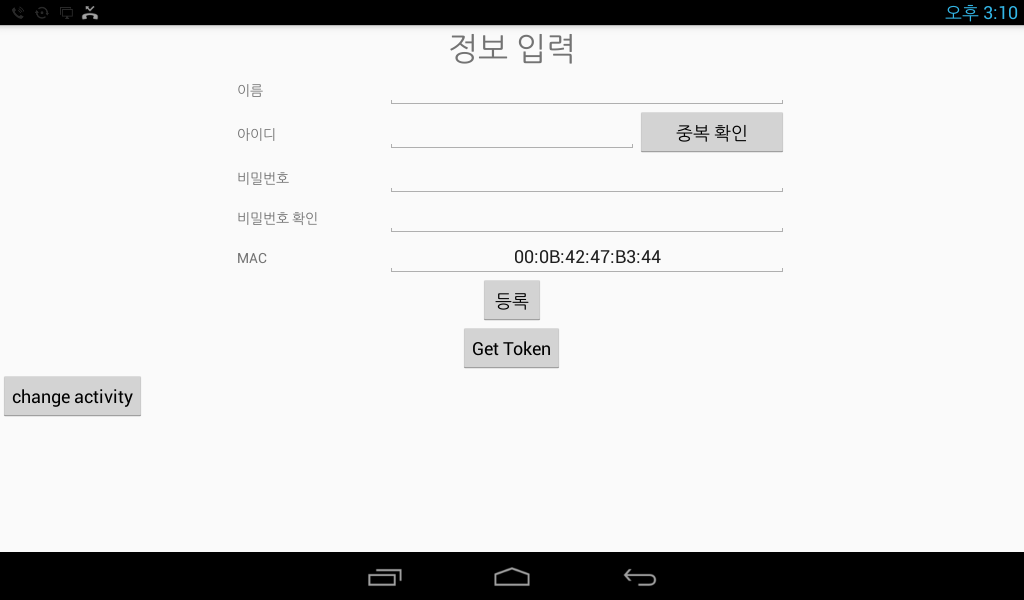 오후 3:10
정보 입력
이름
아이디
중복 확인
비밀번호
비밀번호 확인
MAC
00:0B:42:47:B3:44
등록
Get Token
change activity